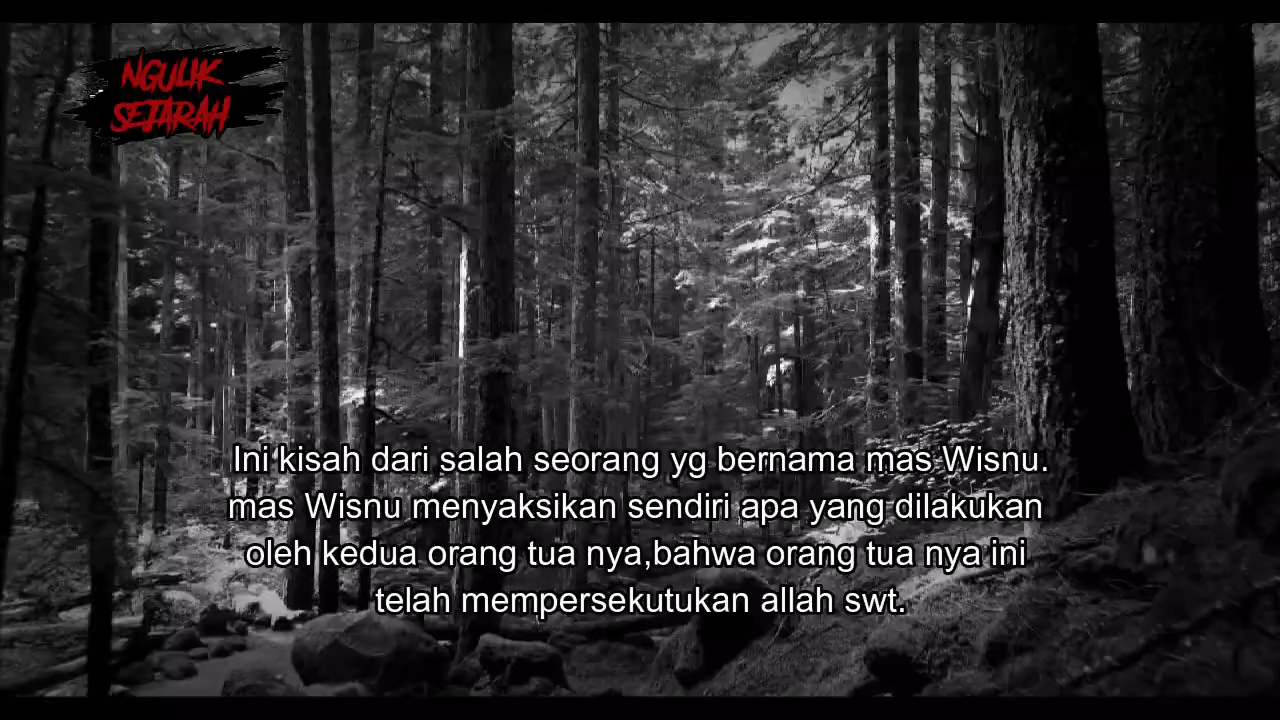 NGULIK
SEJARAH
Ini kisah dari salah seorang yg bernama mas Wisnu.
mas Wisnu menyaksikan sendiri apa yang dilakukan
oleh kedua orang tua nya,bahwa orang tua nya ini
telah mempersekutukan allah swt.